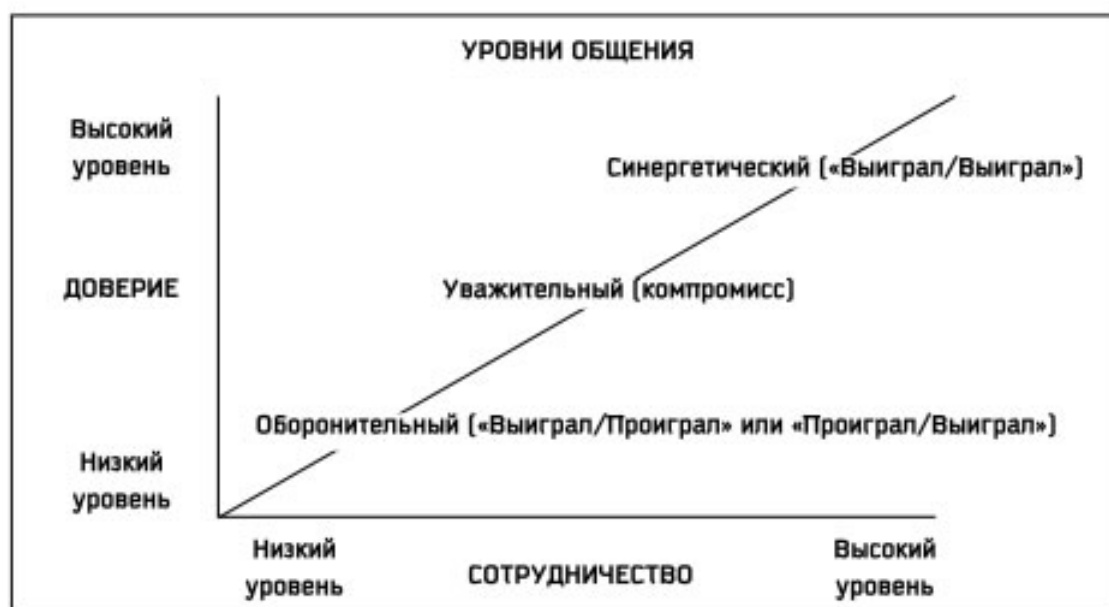 УРОВНИ ОБЩЕНИЯ
Высокий
уровень
Синергетический («Выиграл/Выиграл»)
ДОВЕРИЕ
Уважительный (компромисс)
Оборонительный («Выиграл/Проиграл» или «Проиграл/Выиграл»)
Низкий
уровень
Низкий
уровень
СОТРУДНИЧЕСТВО
Высокий
уровень